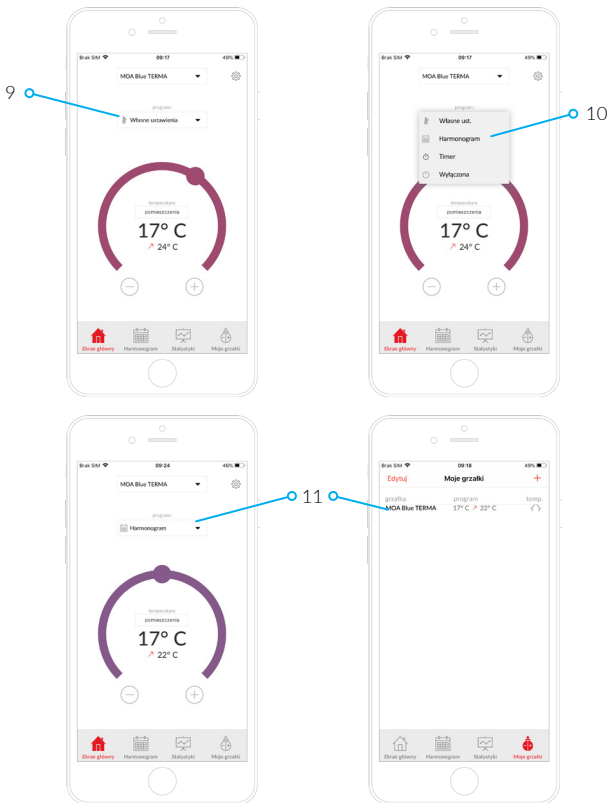 Brak SIM 09:17 49%
MOA Blue TERMA
program:
Własne ustawienia
temperatura
pomieszczenia
17° C
↗ 24° C
Ekran główny Harmonogram Statystyki Moje grzałki
9
Brak SIM 09:17 49%
MOA Blue TERMA
program:
Własne ust.
Harmonogram
Timer
Wyłączona
temperatura
pomieszczenia
17° C
↗ 24° C
Ekran główny Harmonogram Statystyki Moje grzałki
10
Brak SIM 09:24 46%
MOA Blue TERMA
program:
Harmonogram
temperatura
pomieszczenia
17° C
↗ 22° C
Ekran główny Harmonogram Statystyki Moje grzałki
11
Brak SIM 09:18 49%
Edytuj Moje grzałki +
grzałka program temp.
MOA Blue TERMA 17° C ↗ 22° C
Ekran główny Harmonogram Statystyki Moje grzałki